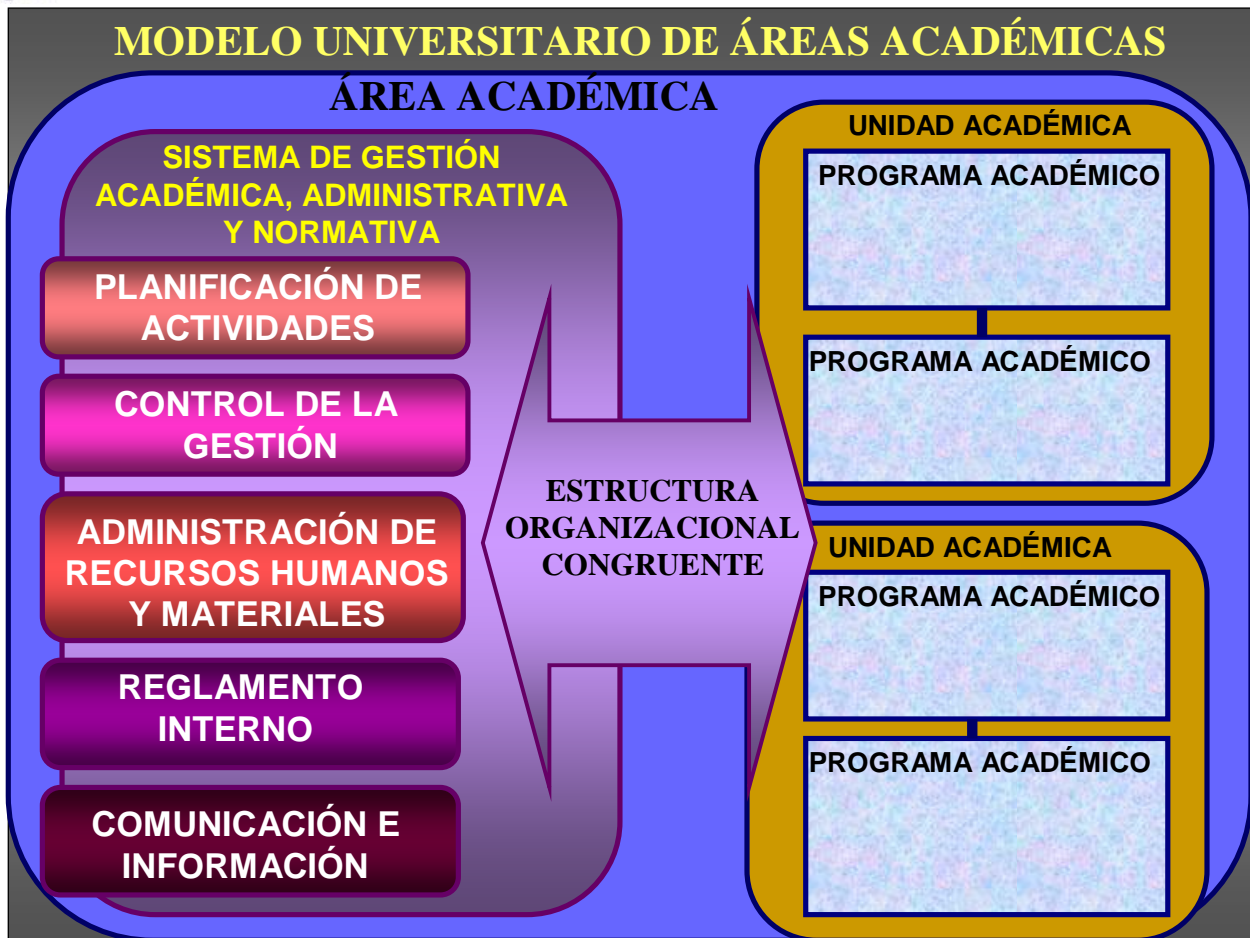 MODELO UNIVERSITARIO DE ÁREAS ACADÉMICAS
ÁREA ACADÉMICA
SISTEMA DE GESTIÓN
ACADÉMICA, ADMINISTRATIVA
Y NORMATIVA
PLANIFICACIÓN DE
ACTIVIDADES
CONTROL DE LA
GESTIÓN
ADMINISTRACIÓN DE
RECURSOS HUMANOS
Y MATERIALES
REGLAMENTO
INTERNO
COMUNICACIÓN E
INFORMACIÓN
ESTRUCTURA
ORGANIZACIONAL
CONGRUENTE
UNIDAD ACADÉMICA
PROGRAMA ACADÉMICO
PROGRAMA ACADÉMICO
UNIDAD ACADÉMICA
PROGRAMA ACADÉMICO
PROGRAMA ACADÉMICO